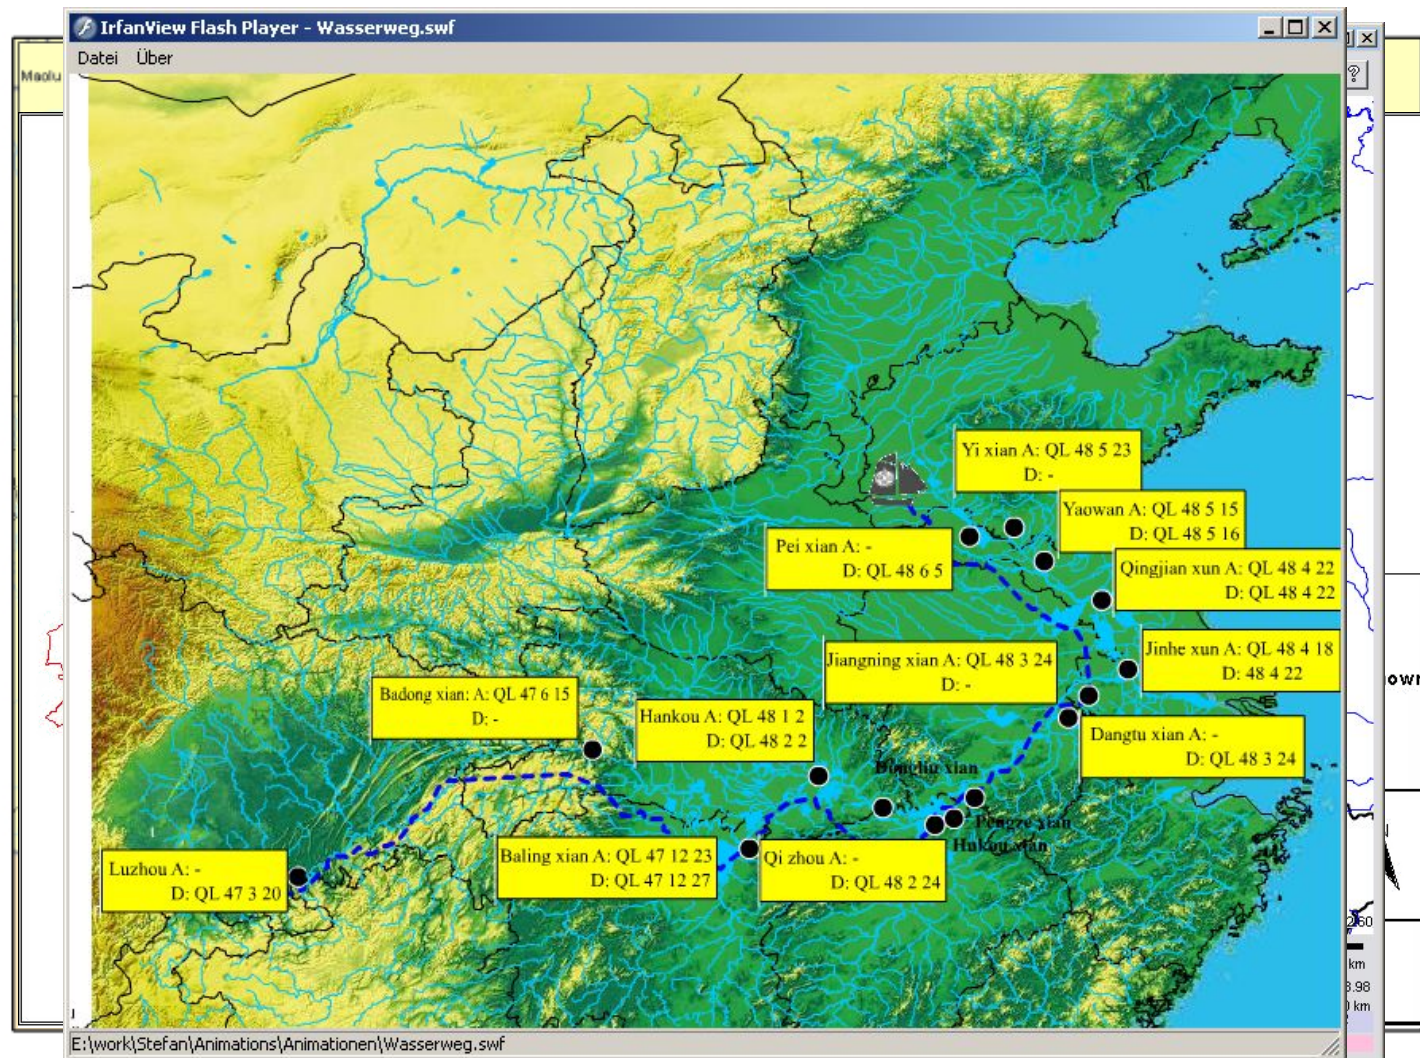 IrfanView Flash Player - Wasserweg.swf
Datei Über
Maolu
Yi xian A: QL 48 5 23
D: -
Yaowan A: QL 48 5 15
D: QL 48 5 16
Pei xian A: -
D: QL 48 6 5
Qingjian xun A: QL 48 4 22
D: QL 48 4 22
Jiangning xian A: QL 48 3 24
D: -
Jinhe xun A: QL 48 4 18
D: 48 4 22
Badong xian: A: QL 47 6 15
D: -
Hankou A: QL 48 1 2
D: QL 48 2 2
Dangtu xian A: -
D: QL 48 3 24
Dongliu xian
Pengze xian
Hukou xian
Baling xian A: QL 47 12 23
D: QL 47 12 27
Qi zhou A: -
D: QL 48 2 24
Luzhou A: -
D: QL 47 3 20
km
E:\work\Stefan\Animations\Animationen\Wasserweg.swf